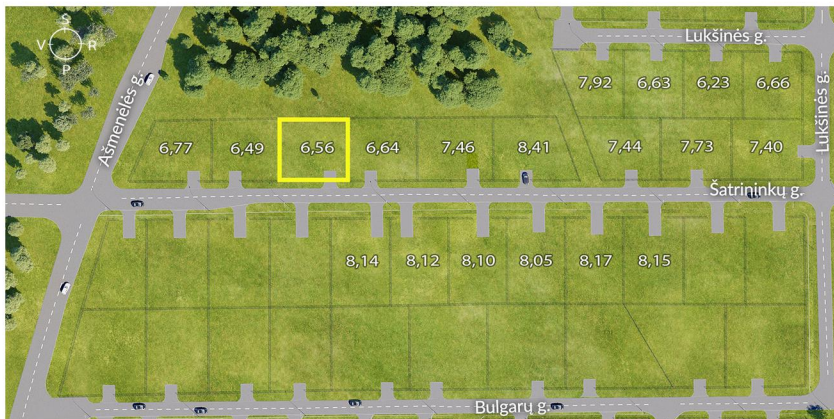 Š
V R
P
Lukšinės g.
Ašmenėlės g.
Lukšinės g.
7,92 6,63 6,23 6,66
6,77 6,49 6,56 6,64 7,46 8,41 7,44 7,73 7,40
Šatrininkų g.
8,14 8,12 8,10 8,05 8,17 8,15
Bulgarų g.